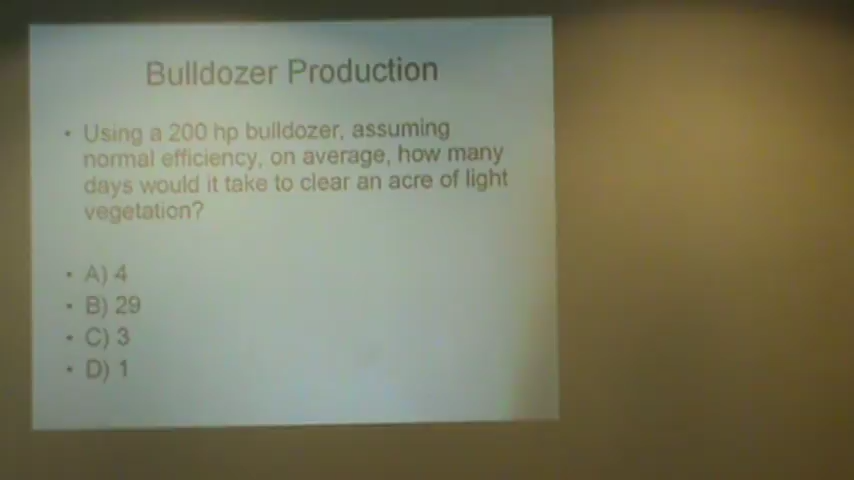 Bulldozer Production
• Using a 200 hp bulldozer, assuming
normal efficiency, on average, how many
days would it take to clear an acre of light
vegetation?
• A) 4
• B) 29
• C) 3
• D) 1